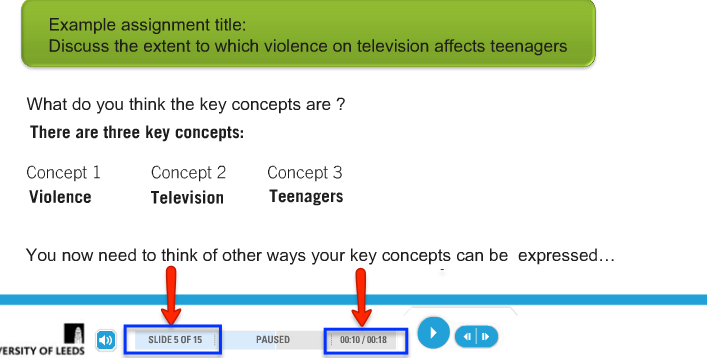 Example assignment title:
Discuss the extent to which violence on television affects teenagers
What do you think the key concepts are ?
There are three key concepts:
Concept 1 Concept 2 Concept 3
Violence Television Teenagers
You now need to think of other ways your key concepts can be expressed...
VERSITY OF LEEDS SLIDE 5 OF 15 PAUSED 00:10 / 00:18